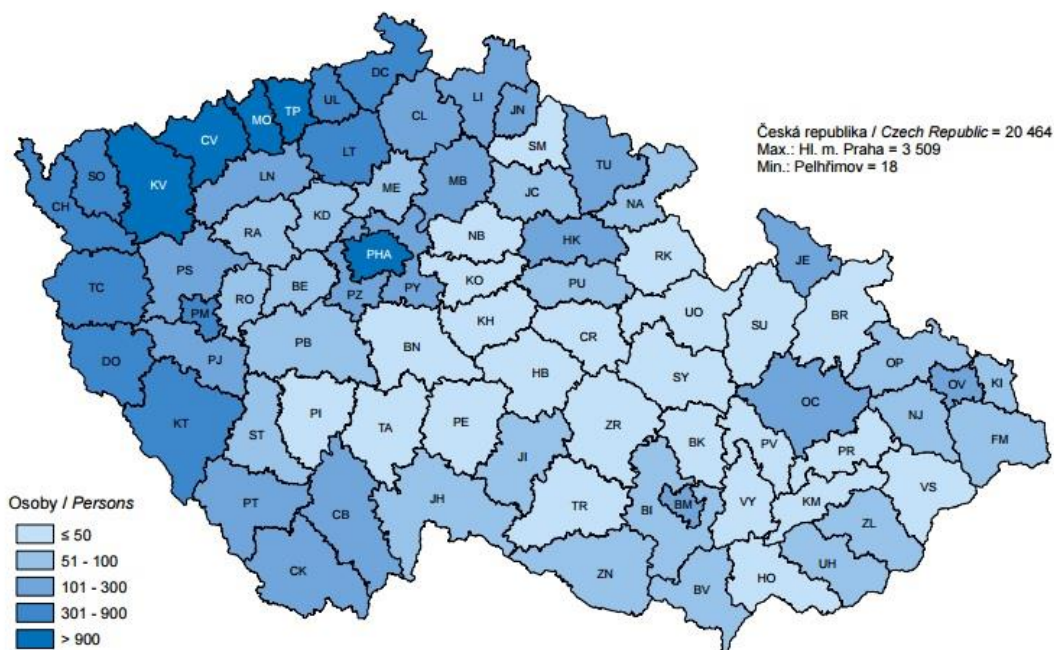 DC
LI
UL
TP
JN
MO
CL
CV
SM
LT
TU
SO
KV
LN
ME
MB
JC
CH
NA
KD
RA
NB
HK
PHA
RK
JE
TC
PS
BE
KO
PU
RO
PZ
PY
PM
UO
SU
BR
KH
CR
DO
PJ
PB
BN
OP
HB
SY
OV
KI
KT
OC
ST
PI
TA
PE
ZR
NJ
BK
PV
FM
PR
JI
VS
PT
CB
JH
TR
BI
BM
VY
KM
ZL
CK
ZN
UH
HO
BV
Česká republika / Czech Republic = 20 464
Max.: Hl. m. Praha = 3 509
Min.: Pelhřimov = 18
Osoby / Persons
≤ 50
51 - 100
101 - 300
301 - 900
> 900